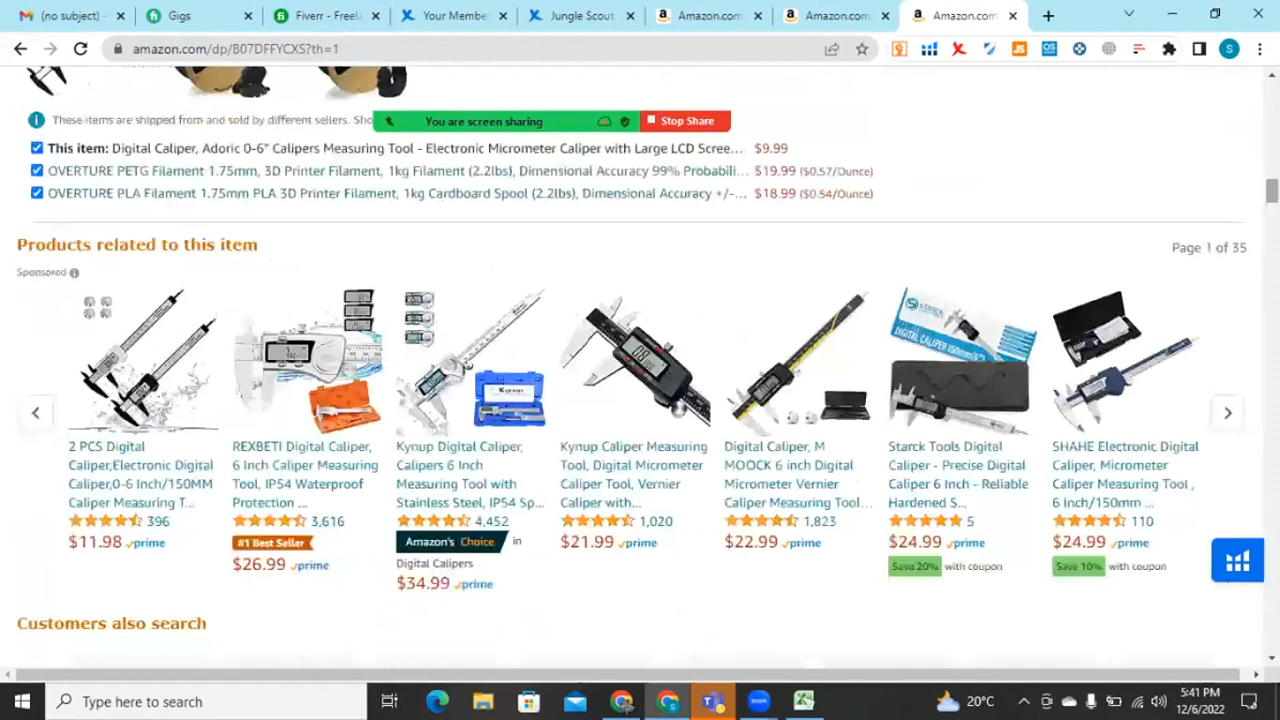 (no subject) -
Gigs
Fiverr - Freela
Your Membe
Jungle Scout
Amazon.com
Amazon.com
Amazon.com
amazon.com/dp/B07DFFYCXS?th=1
These items are shipped from and sold by different sellers. Sho
You are screen sharing
Stop Share
This item: Digital Caliper, Adoric 0-6" Calipers Measuring Tool - Electronic Micrometer Caliper with Large LCD Scree... $9.99
OVERTURE PETG Filament 1.75mm, 3D Printer Filament, 1kg Filament (2.2lbs), Dimensional Accuracy 99% Probabili... $19.99 ($0.57/Ounce)
OVERTURE PLA Filament 1.75mm PLA 3D Printer Filament, 1kg Cardboard Spool (2.2lbs), Dimensional Accuracy +/-... $18.99 ($0.54/Ounce)
Products related to this item
Page 1 of 35
Sponsored
2 PCS Digital
Caliper,Electronic Digital
Caliper,0-6 Inch/150MM
Caliper Measuring T...
396
$11.98 prime
REXBETI Digital Caliper,
6 Inch Caliper Measuring
Tool, IP54 Waterproof
Protection ...
3,616
#1 Best Seller
$26.99 prime
Kynup Digital Caliper,
Calipers 6 Inch
Measuring Tool with
Stainless Steel, IP54 Sp...
4,452
Amazon's Choice in
Digital Calipers
$34.99 prime
Kynup Caliper Measuring
Tool, Digital Micrometer
Caliper Tool, Vernier
Caliper with...
1,020
$21.99 prime
Digital Caliper, M
MOOCK 6 inch Digital
Micrometer Vernier
Caliper Measuring Tool...
1,823
$22.99 prime
Starck Tools Digital
Caliper - Precise Digital
Caliper 6 Inch - Reliable
Hardened S...
5
$24.99 prime
Save 20% with coupon
SHAHE Electronic Digital
Caliper, Micrometer
Caliper Measuring Tool ,
6 Inch/150mm ...
110
$24.99 prime
Save 10% with coupon
Customers also search
Type here to search
20°C
5:41 PM
12/6/2022